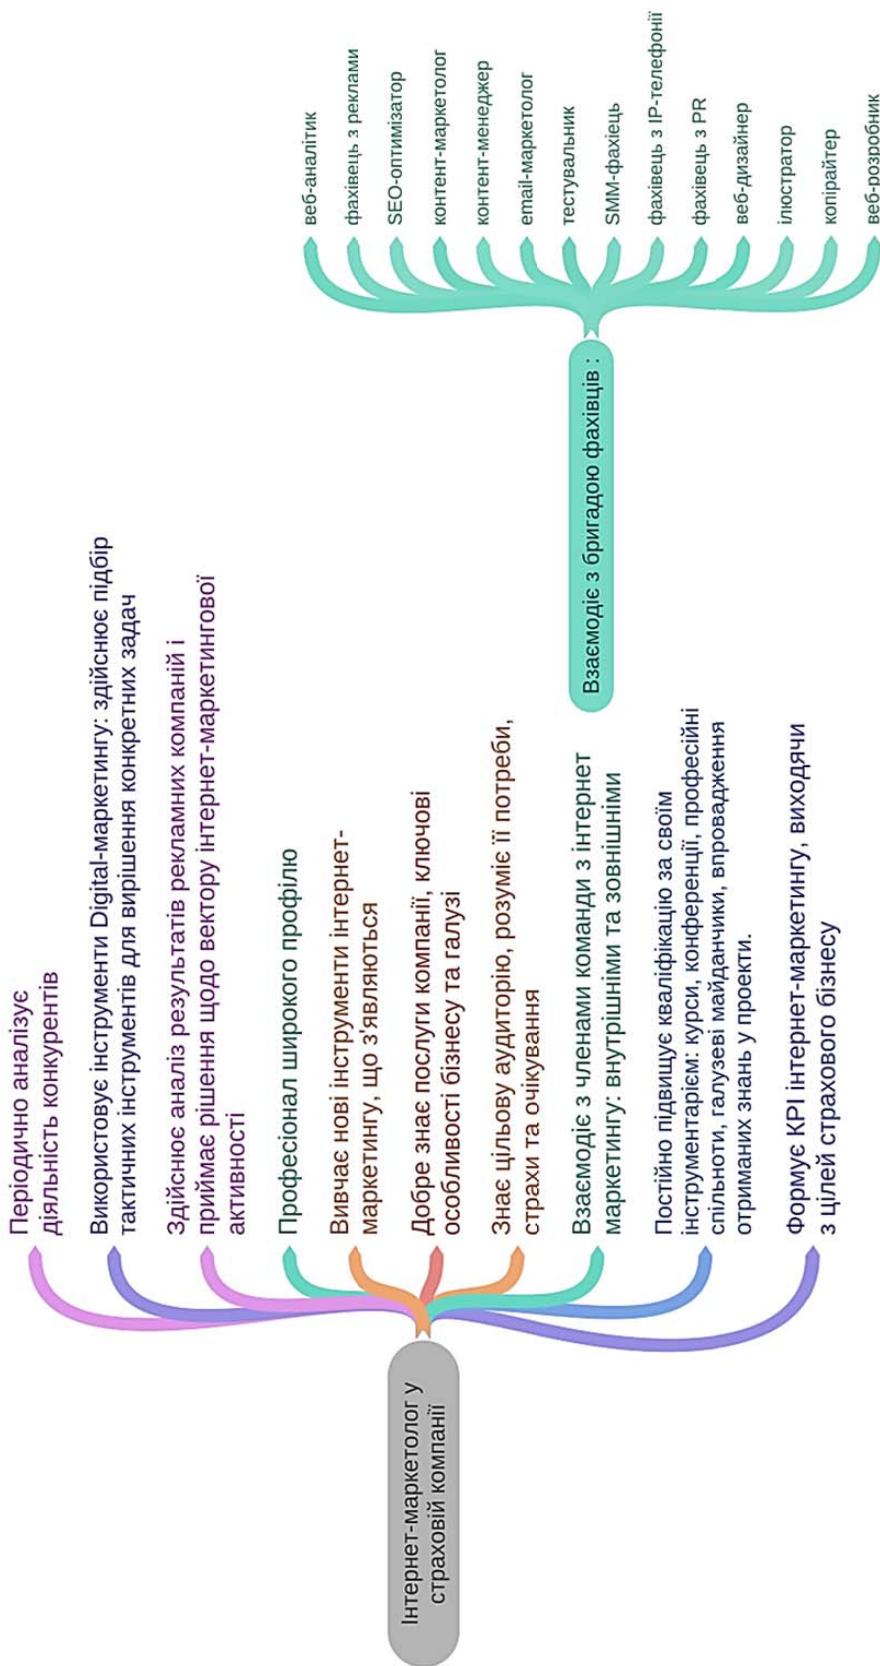 Інтернет-маркетолог у
страховій компанії
Періодично аналізує
діяльність конкурентів
Використовує інструменти Digital-маркетингу: здійснює підбір
тактичних інструментів для вирішення конкретних задач
Здійснює аналіз результатів рекламних компаній і
приймає рішення щодо вектору інтернет-маркетингової
активності
Професіонал широкого профілю
Вивчає нові інструменти інтернет-
маркетингу, що з'являються
Добре знає послуги компанії, ключові
особливості бізнесу та галузі
Знає цільову аудиторію, розуміє її потреби,
страхи та очікування
Взаємодіє з членами команди з інтернет
маркетингу: внутрішніми та зовнішніми
Постійно підвищує кваліфікацію за своїм
інструментарієм: курси, конференції, професійні
спільноти, галузеві майданчики, впровадження
отриманих знань у проекти.
Формує KPI інтернет-маркетингу, виходячи
з цілей страхового бізнесу
Взаємодіє з бригадою фахівців :
веб-аналітик
фахівець з реклами
SEO-оптимізатор
контент-маркетолог
контент-менеджер
email-маркетолог
тестувальник
SMM-фахіець
фахівець з IP-телефонії
фахівець з PR
веб-дизайнер
ілюстратор
копірайтер
веб-розробник